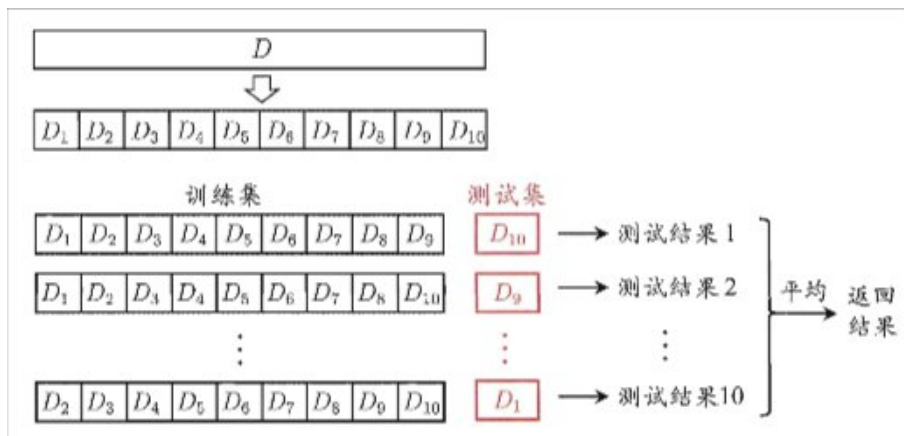 D
D₁ D₂ D₃ D₄ D₅ D₆ D₇ D₈ D₉ D₁₀
训练集 测试集
D₁ D₂ D₃ D₄ D₅ D₆ D₇ D₈ D₉ D₁₀ 测试结果1
D₁ D₂ D₃ D₄ D₅ D₆ D₇ D₈ D₁₀ D₉ 测试结果2
平均 返回
结果
D₂ D₃ D₄ D₅ D₆ D₇ D₈ D₉ D₁₀ D₁ 测试结果10